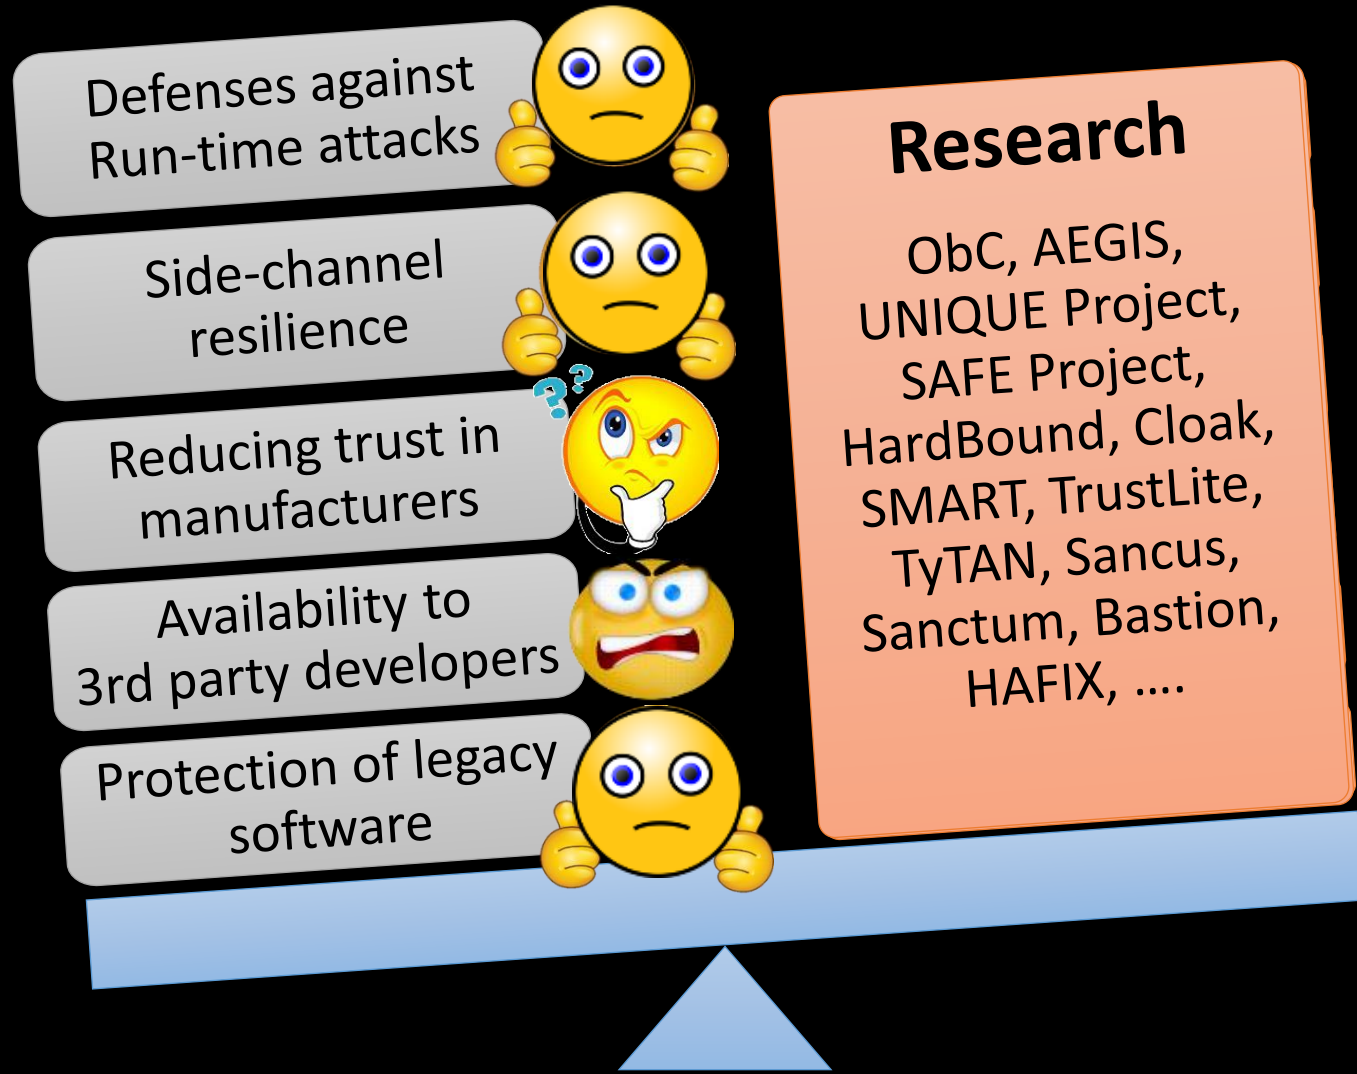 Defenses against
Run-time attacks
Side-channel
resilience
??
Reducing trust in
manufacturers
Availability to
3rd party developers
Protection of legacy
software
Research
ObC, AEGIS,
UNIQUE Project,
SAFE Project,
HardBound, Cloak,
SMART, TrustLite,
TyTAN, Sancus,
Sanctum, Bastion,
HAFIX, ....